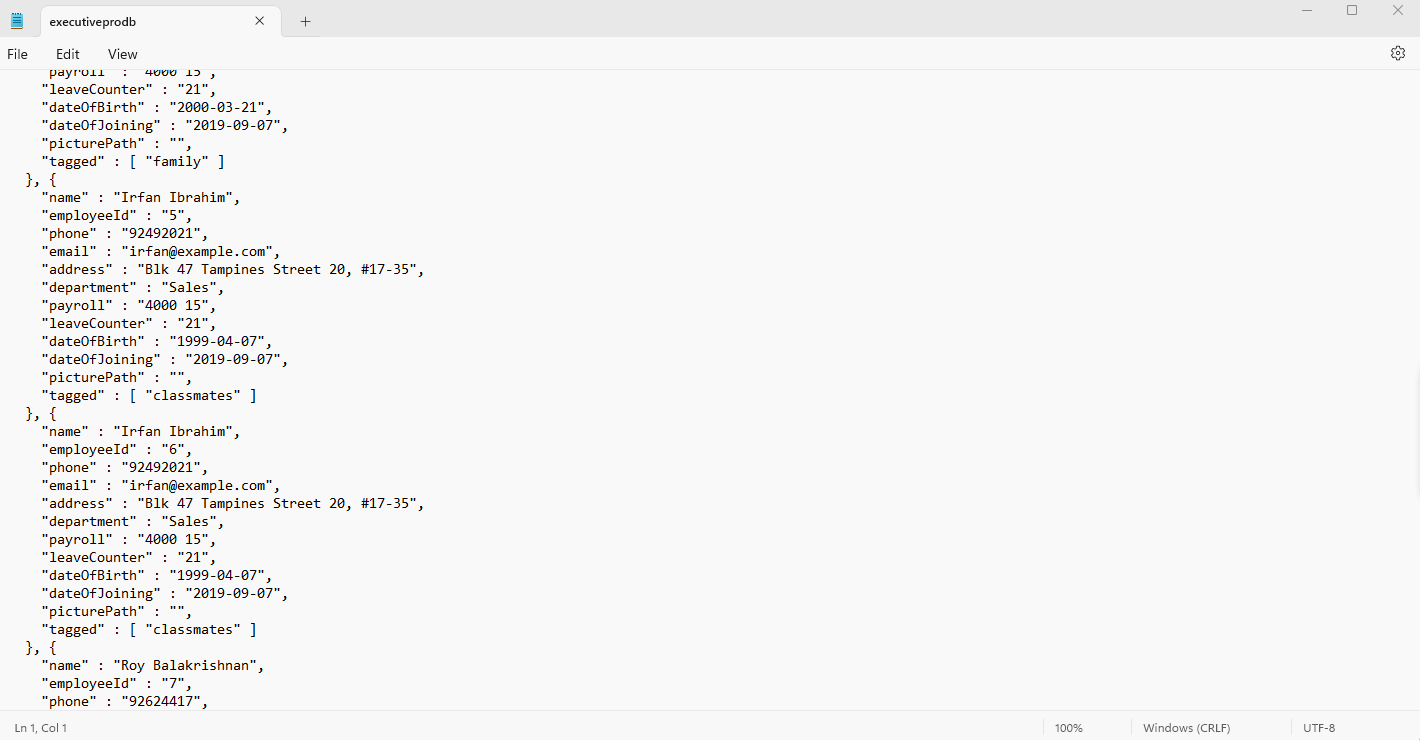 executiveprodb
File Edit View
"payroll" : "4000 15",
"leaveCounter" : "21",
"dateOfBirth" : "2000-03-21",
"dateOfJoining" : "2019-09-07",
"picturePath" : "",
"tagged" : [ "family" ]
}, {
"name" : "Irfan Ibrahim",
"employeeId" : "5",
"phone" : "92492021",
"email" : "irfan@example.com",
"address" : "Blk 47 Tampines Street 20, #17-35",
"department" : "Sales",
"payroll" : "4000 15",
"leaveCounter" : "21",
"dateOfBirth" : "1999-04-07",
"dateOfJoining" : "2019-09-07",
"picturePath" : "",
"tagged" : [ "classmates" ]
}, {
"name" : "Irfan Ibrahim",
"employeeId" : "6",
"phone" : "92492021",
"email" : "irfan@example.com",
"address" : "Blk 47 Tampines Street 20, #17-35",
"department" : "Sales",
"payroll" : "4000 15",
"leaveCounter" : "21",
"dateOfBirth" : "1999-04-07",
"dateOfJoining" : "2019-09-07",
"picturePath" : "",
"tagged" : [ "classmates" ]
}, {
"name" : "Roy Balakrishnan",
"employeeId" : "7",
"phone" : "92624417",
Ln 1, Col 1 100% Windows (CRLF) UTF-8